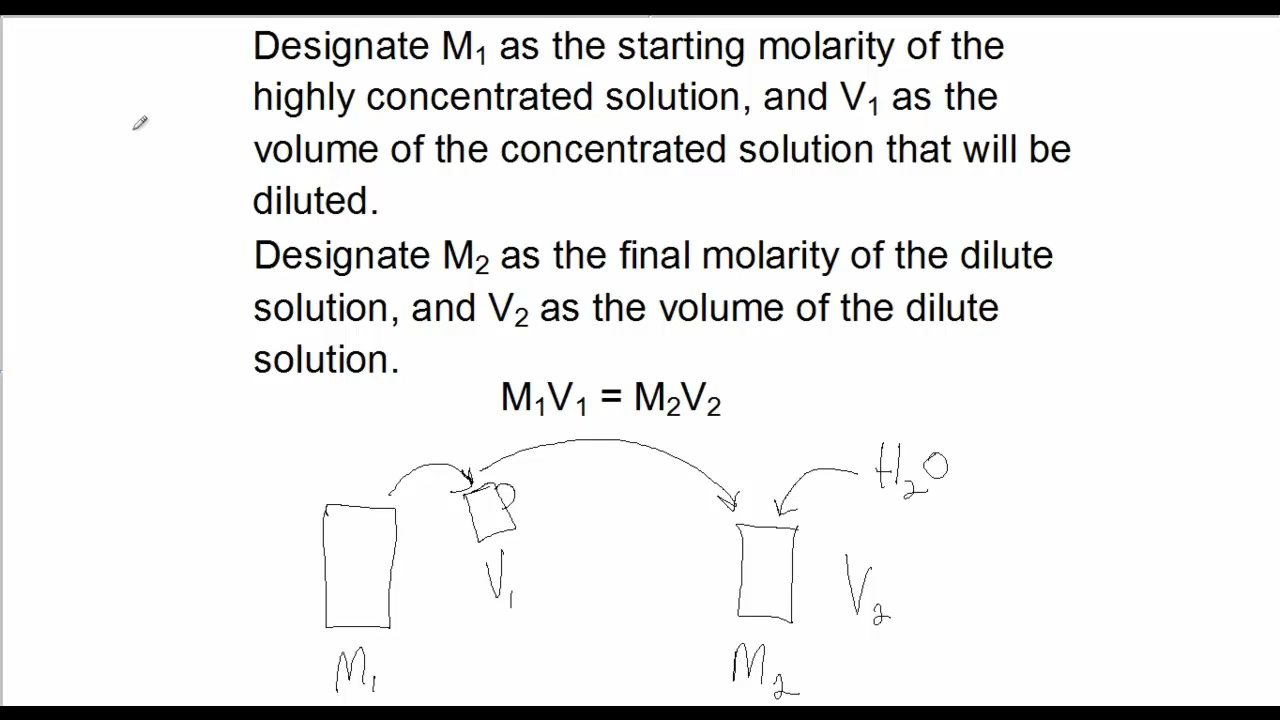 Designate M₁ as the starting molarity of the
highly concentrated solution, and V₁ as the
volume of the concentrated solution that will be
diluted.
Designate M₂ as the final molarity of the dilute
solution, and V₂ as the volume of the dilute
solution.
M₁V₁ = M₂V₂
H₂O
V₁
V₂
M₁
M₂